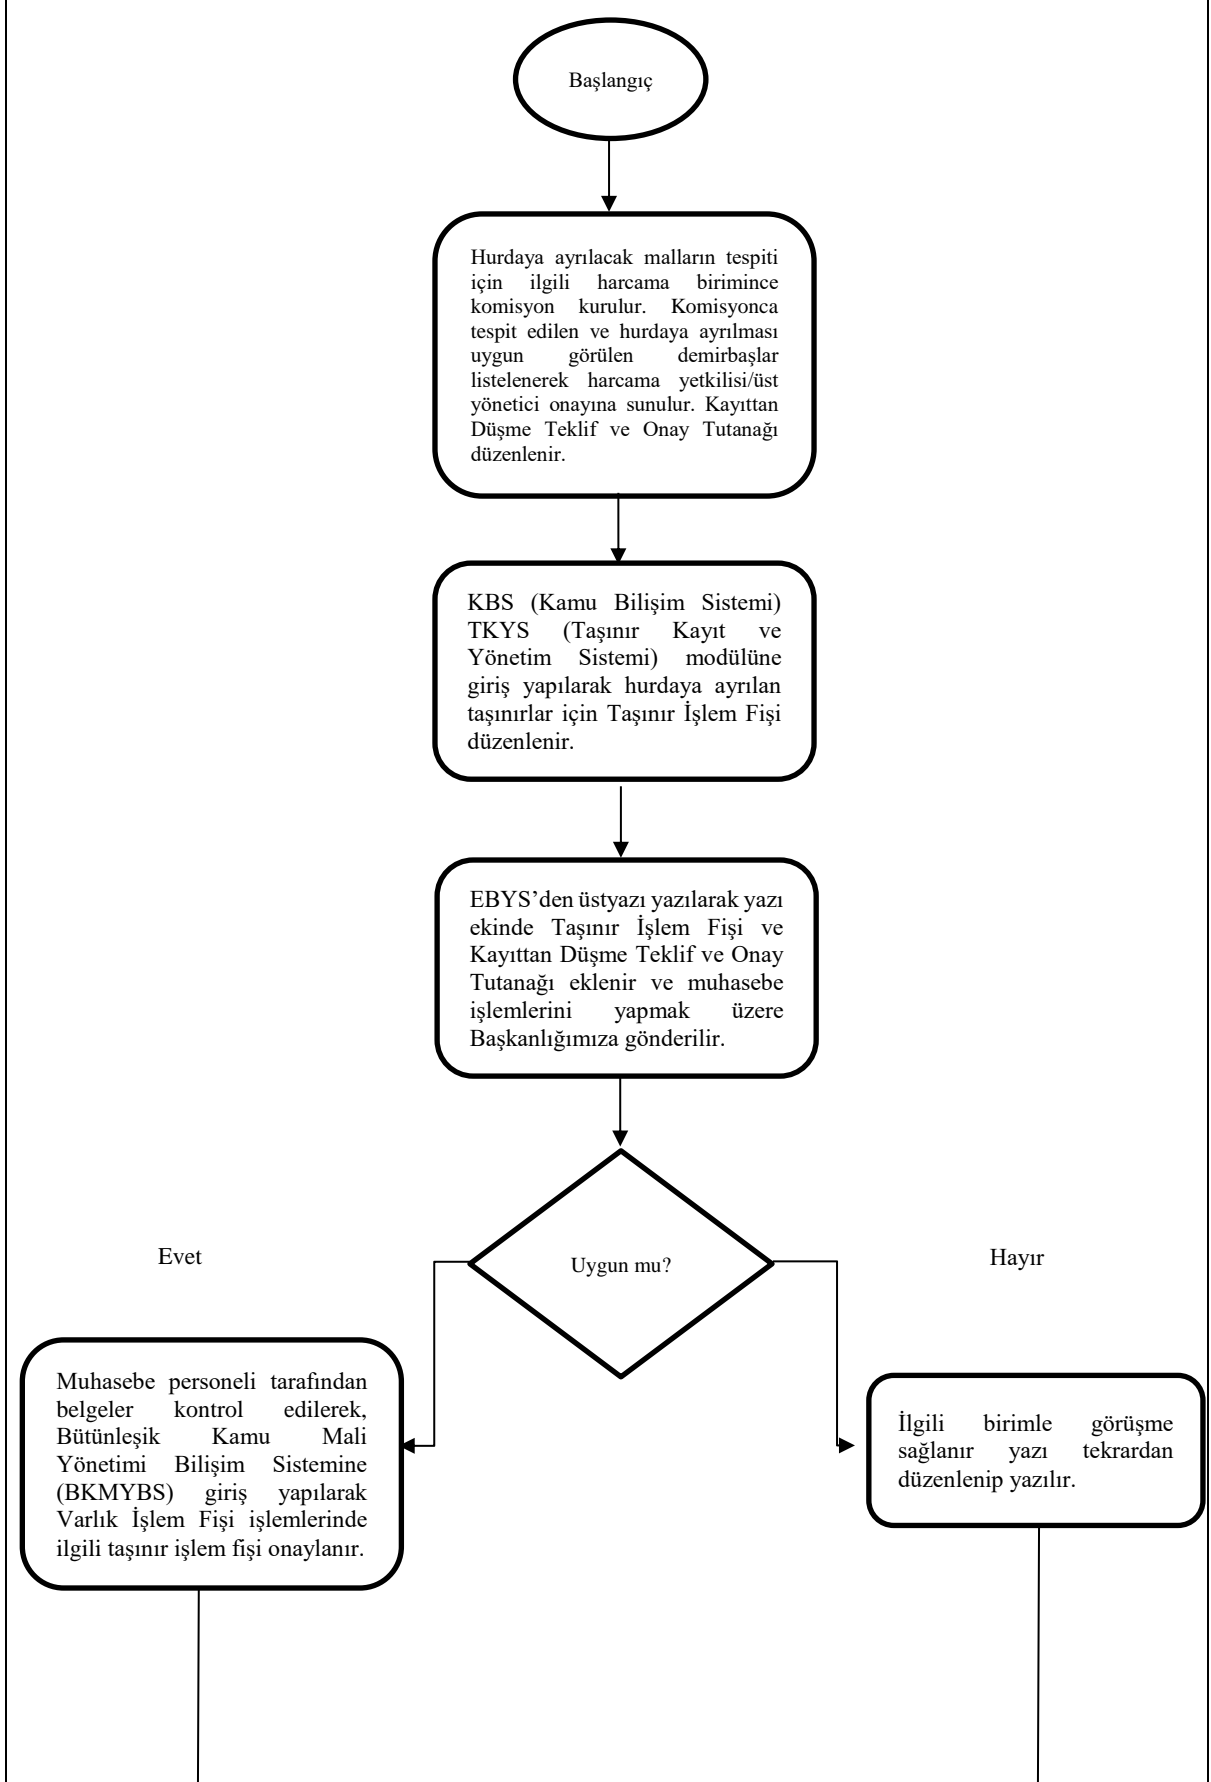 Başlangıç
Hurdaya ayrılacak malların tespiti
için ilgili harcama birimince
komisyon kurulur. Komisyonca
tespit edilen ve hurdaya ayrılması
uygun görülen demirbaşlar
listelenerek harcama yetkilisi/üst
yönetici onayına sunulur. Kayıttan
Düşme Teklif ve Onay Tutanağı
düzenlenir.
KBS (Kamu Bilişim Sistemi)
TKYS (Taşınır Kayıt ve
Yönetim Sistemi) modülüne
giriş yapılarak hurdaya ayrılan
taşınırlar için Taşınır İşlem Fişi
düzenlenir.
EBYS’den üstyazı yazılarak yazı
ekinde Taşınır İşlem Fişi ve
Kayıttan Düşme Teklif ve Onay
Tutanağı eklenir ve muhasebe
işlemlerini yapmak üzere
Başkanlığımıza gönderilir.
Evet
Uygun mu?
Hayır
Muhasebe personeli tarafından
belgeler kontrol edilerek,
Bütünleşik Kamu Mali
Yönetimi Bilişim Sistemine
(BKMYBS) giriş yapılarak
Varlık İşlem Fişi işlemlerinde
ilgili taşınır işlem fişi onaylanır.
İlgili birimle görüşme
sağlanır yazı tekrardan
düzenlenip yazılır.